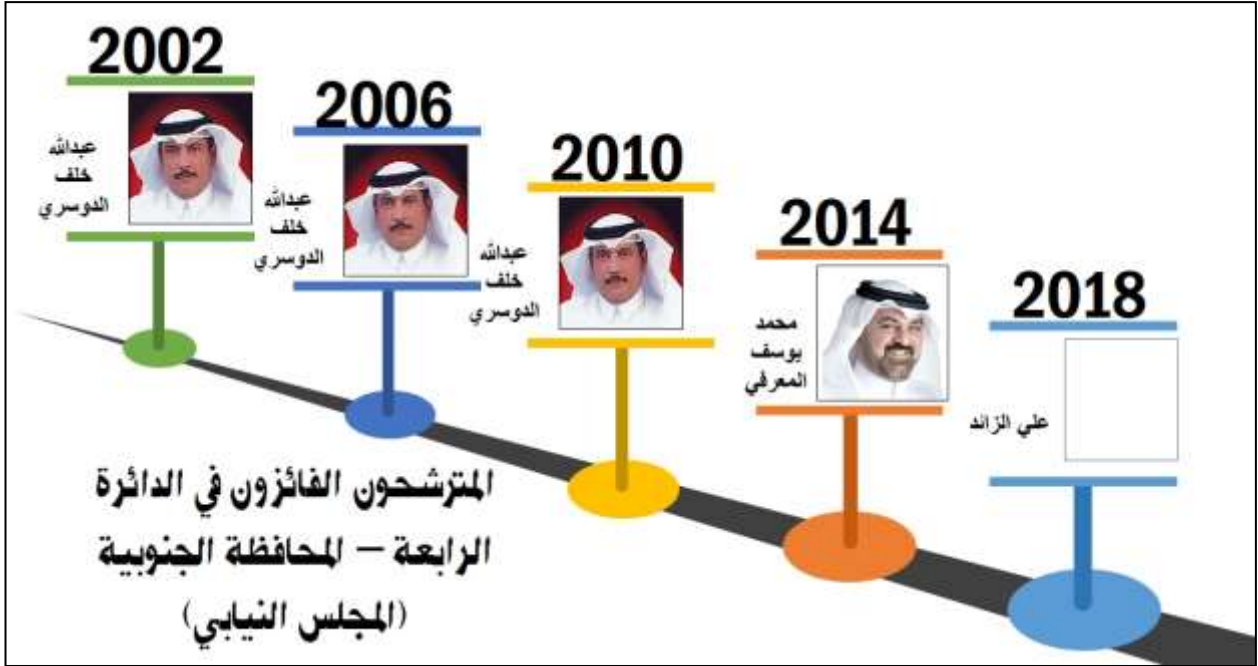 2002
عبدالله
خلف
الدوسري
2006
عبدالله
خلف
الدوسري
2010
عبدالله
خلف
الدوسري
2014
محمد
يوسف
المعرفي
2018
علي الزائد
المترشحون الفائزون في الدائرة
الرابعة – المحافظة الجنوبية
(المجلس النيابي)